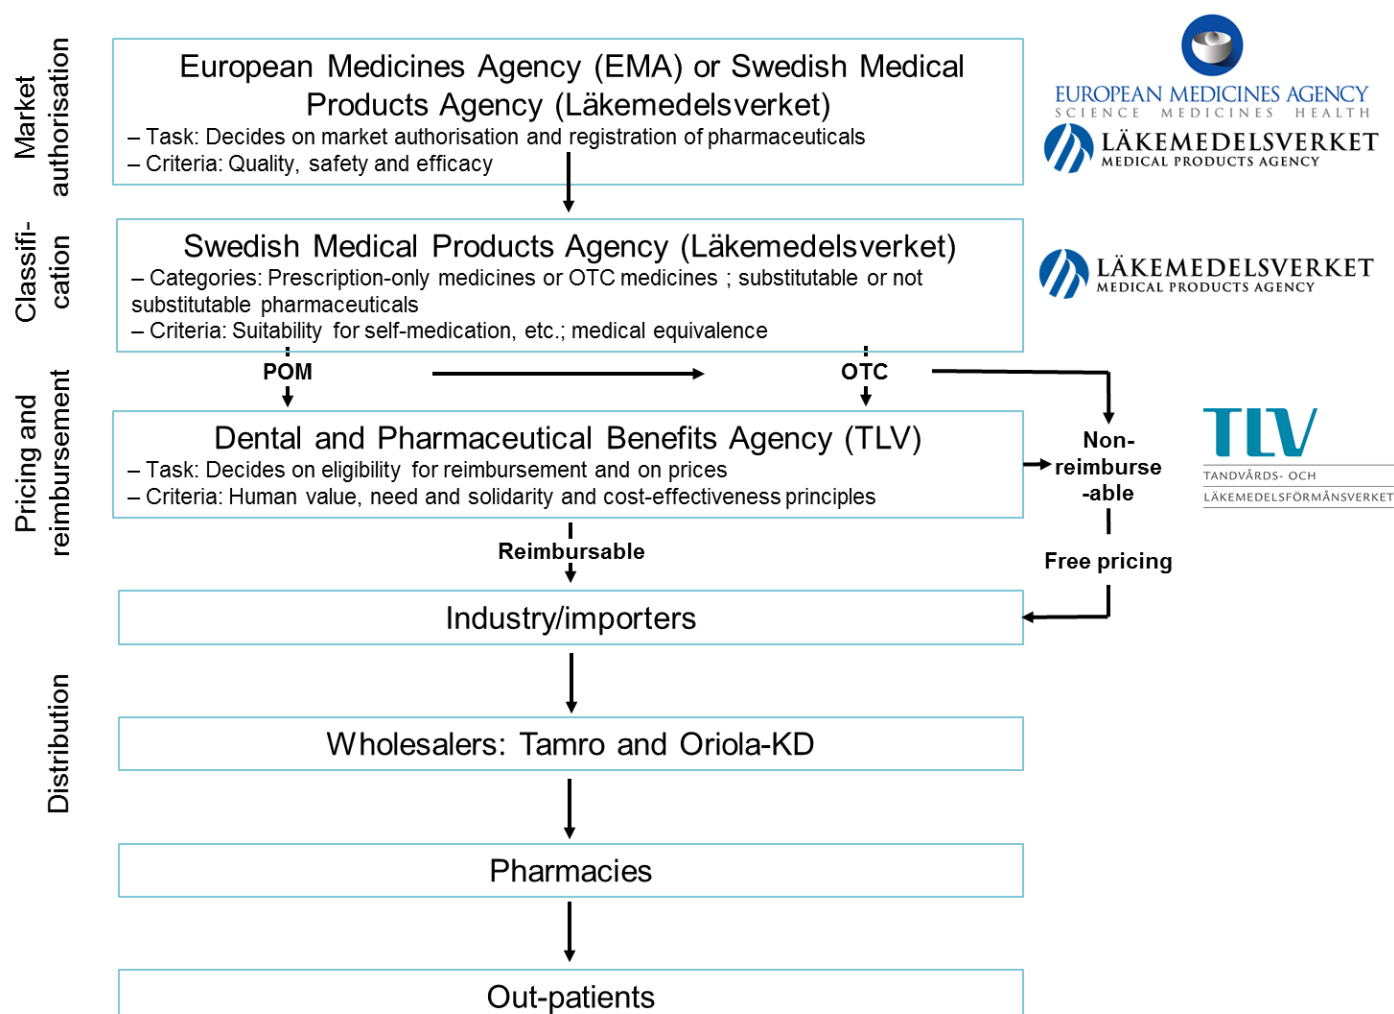 Market
authorisation
European Medicines Agency (EMA) or Swedish Medical
Products Agency (Läkemedelsverket)
– Task: Decides on market authorisation and registration of pharmaceuticals
– Criteria: Quality, safety and efficacy
EUROPEAN MEDICINES AGENCY
SCIENCE MEDICINES HEALTH
LÄKEMEDELSVERKET
MEDICAL PRODUCTS AGENCY
Classifi-
cation
Swedish Medical Products Agency (Läkemedelsverket)
– Categories: Prescription-only medicines or OTC medicines ; substitutable or not
substitutable pharmaceuticals
– Criteria: Suitability for self-medication, etc.; medical equivalence
LÄKEMEDELSVERKET
MEDICAL PRODUCTS AGENCY
Pricing and
reimbursement
POM
OTC
Dental and Pharmaceutical Benefits Agency (TLV)
– Task: Decides on eligibility for reimbursement and on prices
– Criteria: Human value, need and solidarity and cost-effectiveness principles
Non-
reimburse
-able
TLV
TANDVÅRDS- OCH
LÄKEMEDELSFÖRMÅNSVERKET
Reimbursable
Free pricing
Distribution
Industry/importers
Wholesalers: Tamro and Oriola-KD
Pharmacies
Out-patients